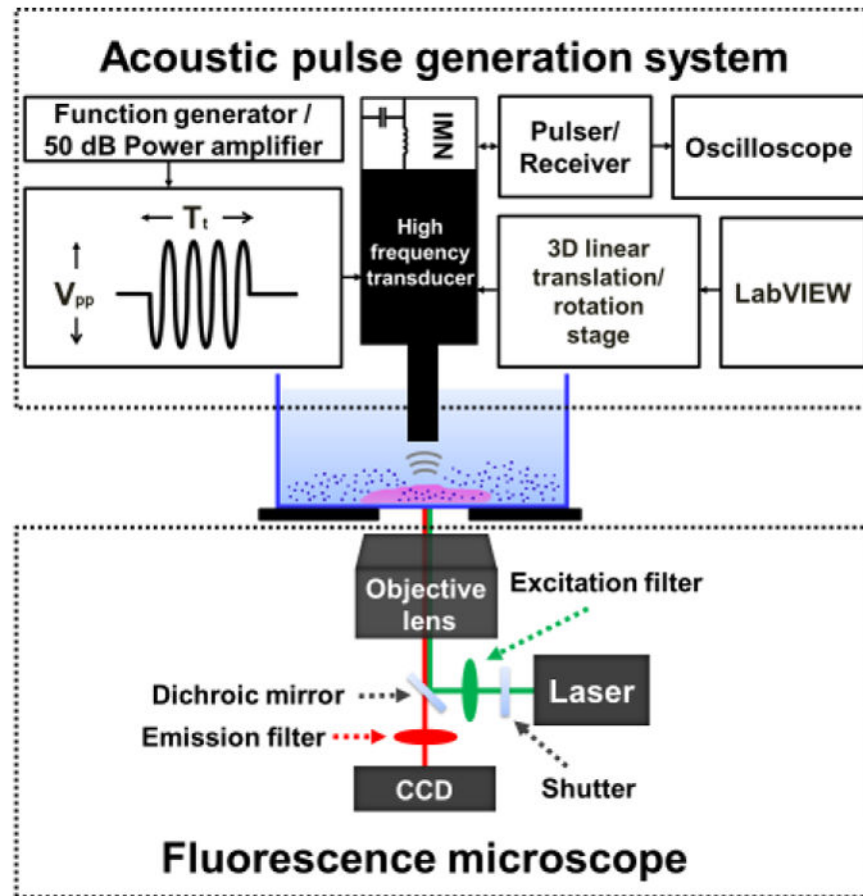 Acoustic pulse generation system
Function generator /
50 dB Power amplifier
IMN
Pulser/
Receiver
Oscilloscope
Tt
Vpp
High
frequency
transducer
3D linear
translation/
rotation
stage
LabVIEW
Objective
lens
Excitation filter
Dichroic mirror
Laser
Emission filter
CCD
Shutter
Fluorescence microscope